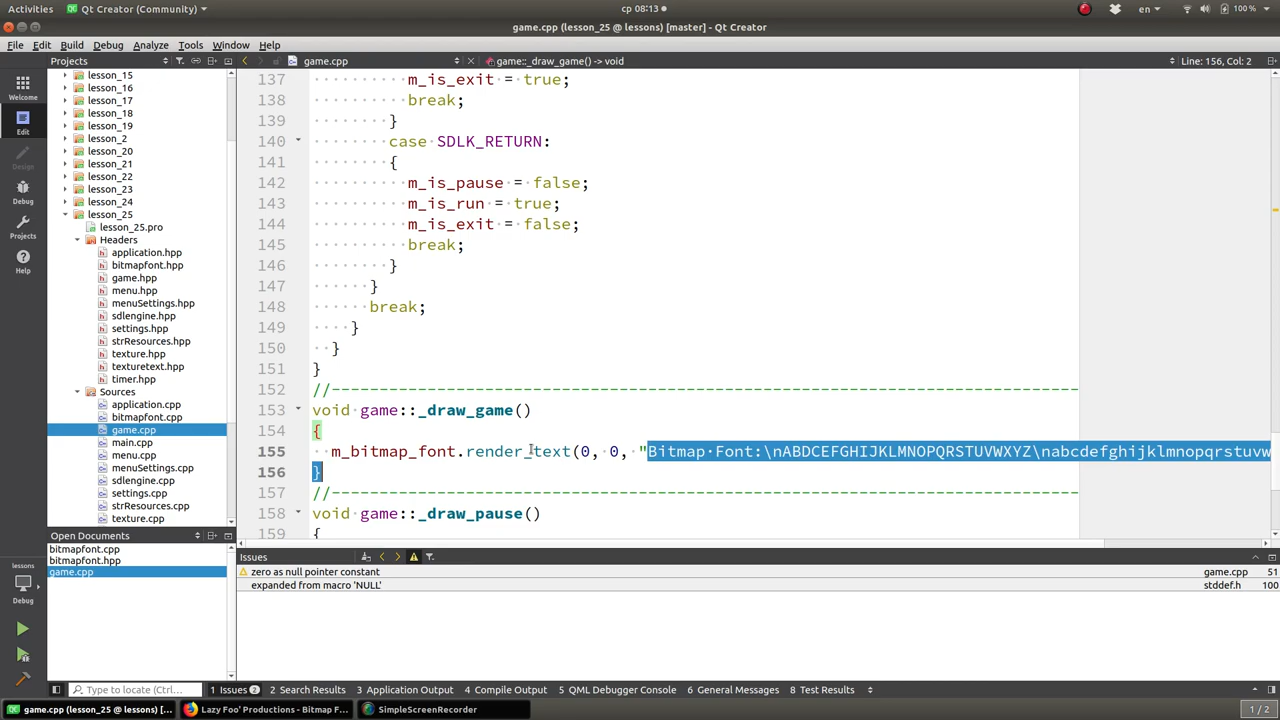 Activities Qt Creator (Community) ср 08:13 en 100 %
game.cpp (lesson_25 @ lessons) [master] - Qt Creator
File Edit Build Debug Analyze Tools Window Help
Projects game.cpp game::_draw_game() -> void Line: 156, Col: 2
Welcome
Edit
Design
Debug
Projects
Help
lessons
Debug
lesson_15
lesson_16
lesson_17
lesson_18
lesson_19
lesson_2
lesson_20
lesson_21
lesson_22
lesson_23
lesson_24
lesson_25
lesson_25.pro
Headers
application.hpp
bitmapfont.hpp
game.hpp
menu.hpp
menuSettings.hpp
sdlengine.hpp
settings.hpp
strResources.hpp
texture.hpp
texturetext.hpp
timer.hpp
Sources
application.cpp
bitmapfont.cpp
game.cpp
main.cpp
menu.cpp
menuSettings.cpp
sdlengine.cpp
settings.cpp
strResources.cpp
texture.cpp
Open Documents
bitmapfont.cpp
bitmapfont.hpp
game.cpp
137 m_is_exit = true;
138 break;
139 }
140 case SDLK_RETURN:
141 {
142 m_is_pause = false;
143 m_is_run = true;
144 m_is_exit = false;
145 break;
146 }
147 }
148 break;
149 }
150 }
151 }
152 //------------------------------------------------------------------------------
153 void game::_draw_game()
154 {
155 m_bitmap_font.render_text(0, 0, "Bitmap Font:\nABDCEFGHIJKLMNOPQRSTUVWXYZ\nabcdefghijklmnopqrstuvw
156 }
157 //------------------------------------------------------------------------------
158 void game::_draw_pause()
159 {
Issues
zero as null pointer constant game.cpp 51
expanded from macro 'NULL' stddef.h 100
Type to locate (... 1 Issues 2 2 Search Results 3 Application Output 4 Compile Output 5 QML Debugger Console 6 General Messages 8 Test Results
game.cpp (lesson_25 @ lessons) [... Lazy Foo' Productions - Bitmap F... SimpleScreenRecorder 1 / 2